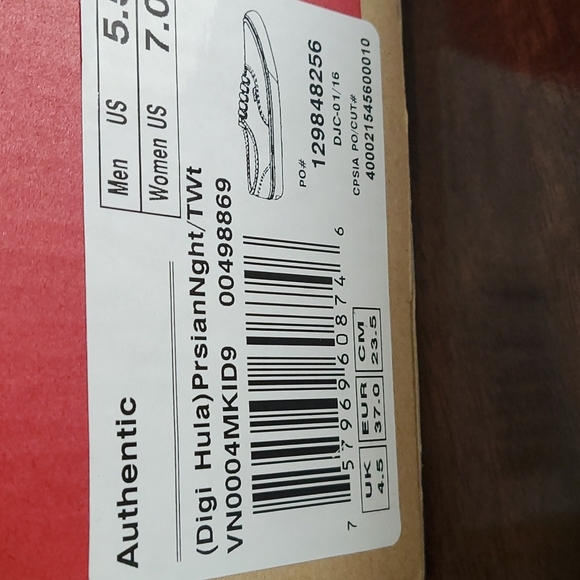 Men US 5.5
Women US 7.0
Authentic
(Digi Hula)PrsianNght/TWt
VN0004MKID9 00498869
PO#
129848256
DJC-01/16
CPSIA PO/CUT#
400021545600010
7 57969 60874 6
UK EUR CM
4.5 37.0 23.5